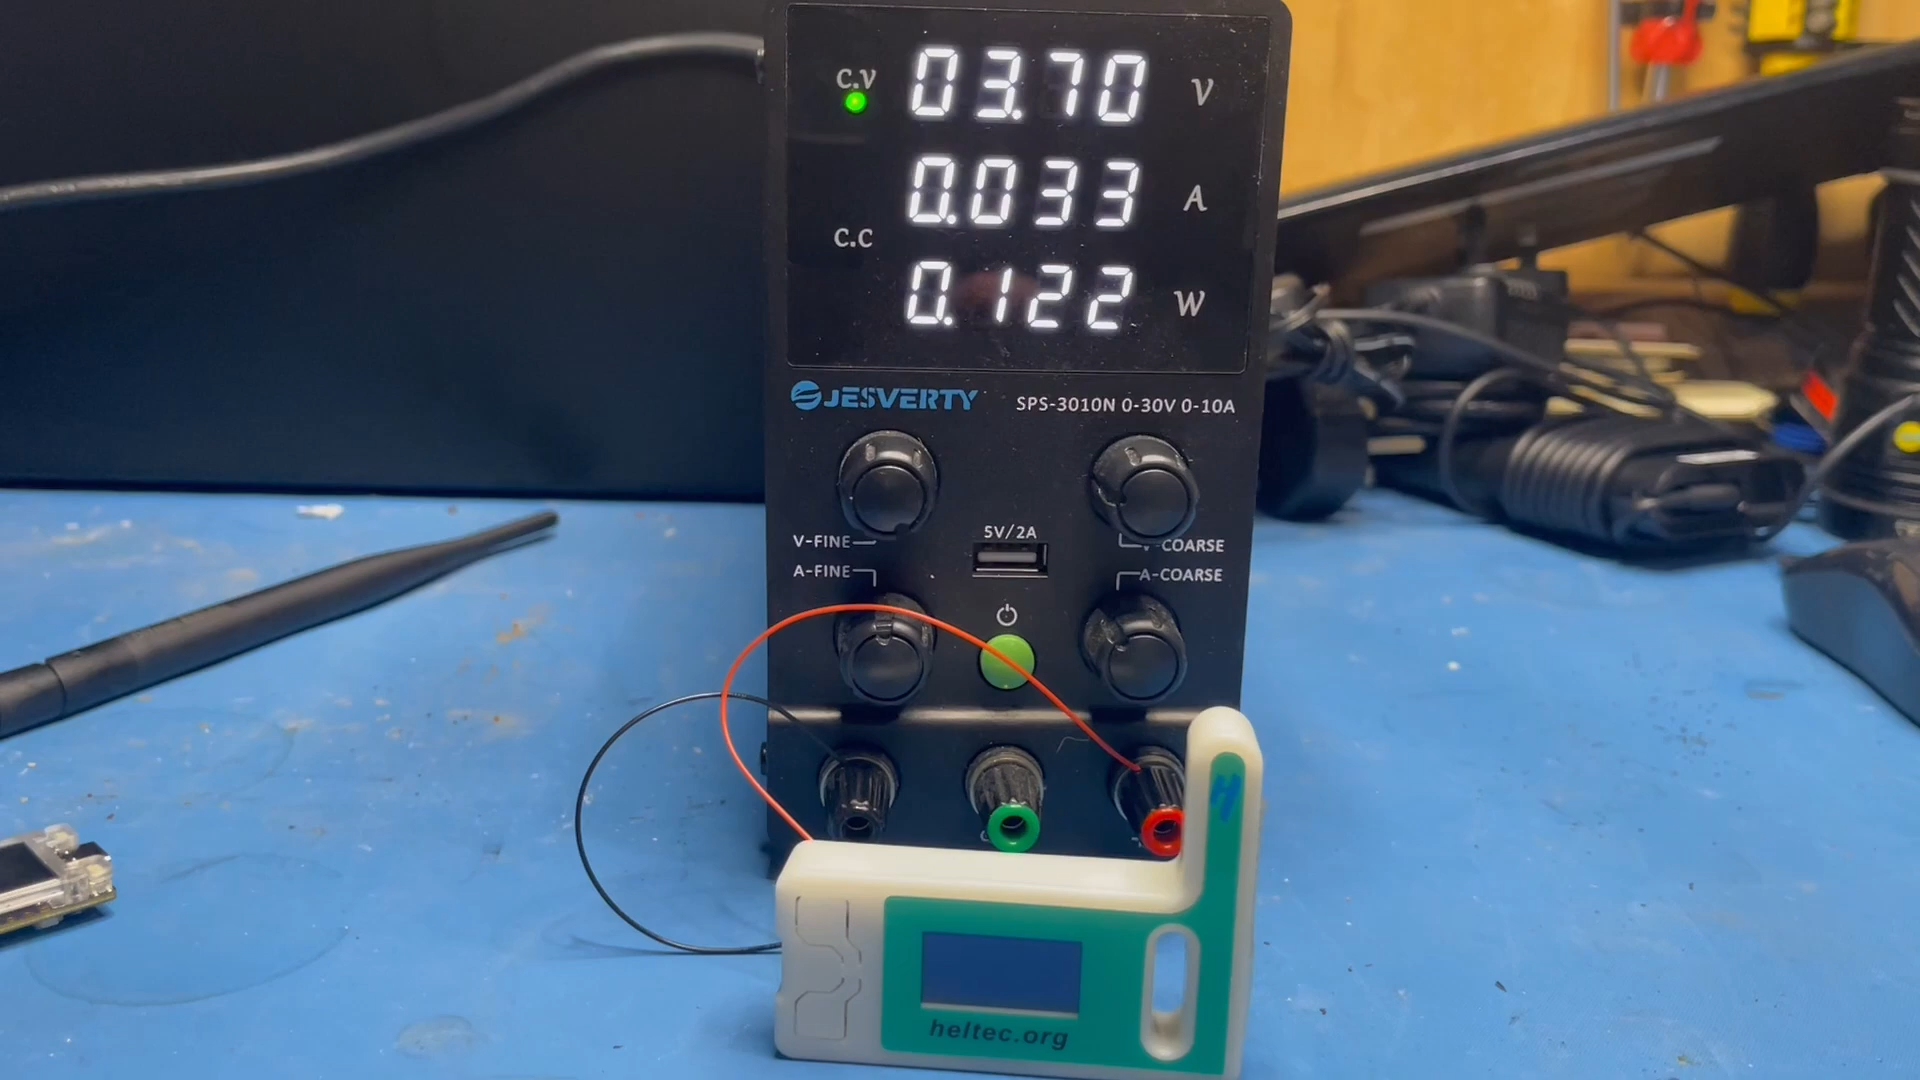 C.V 03.70 V
0.033 A
C.C
0.122 W
JESVERTY SPS-3010N 0-30V 0-10A
5V/2A
V-FINE V-COARSE
A-FINE A-COARSE
H
heltec.org